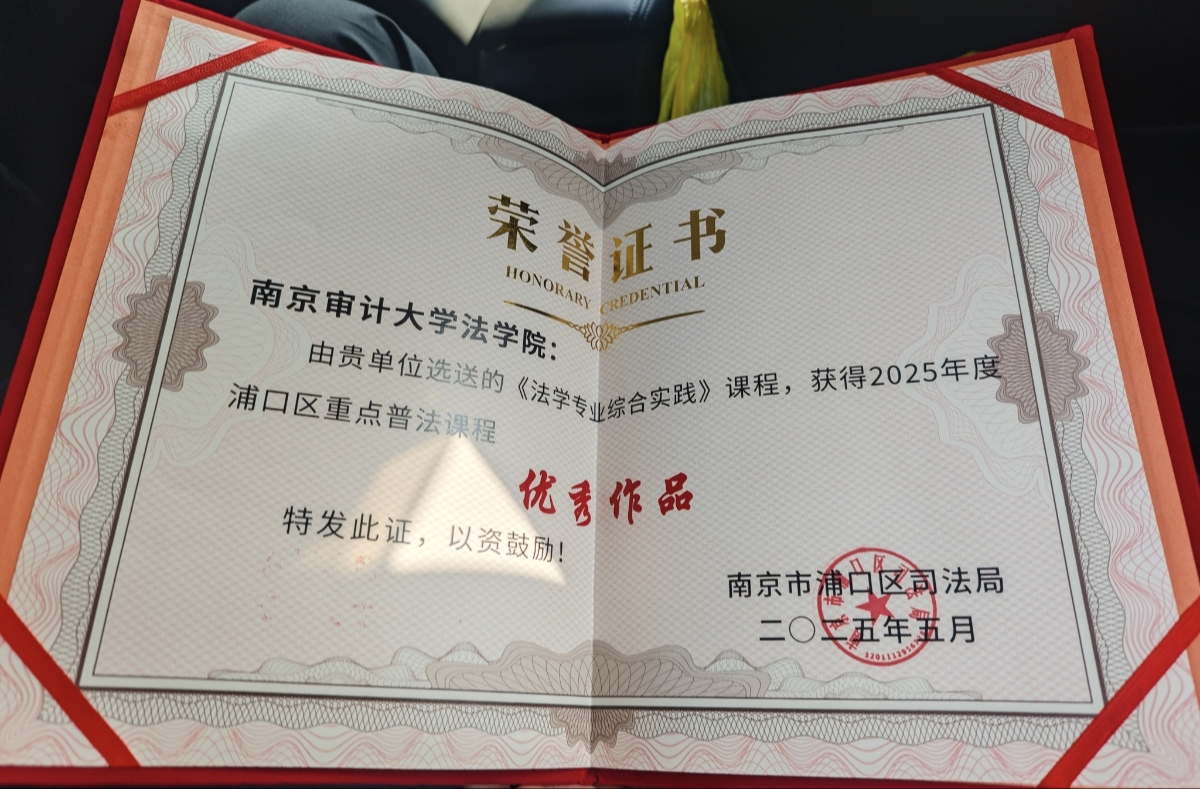 荣誉证书
HONORARY CREDENTIAL
南京审计大学法学院：
由贵单位选送的《法学专业综合实践》课程，获得2025年度
浦口区重点普法课程
优秀作品
特发此证，以资鼓励！
南京市浦口区司法局
二〇二五年五月